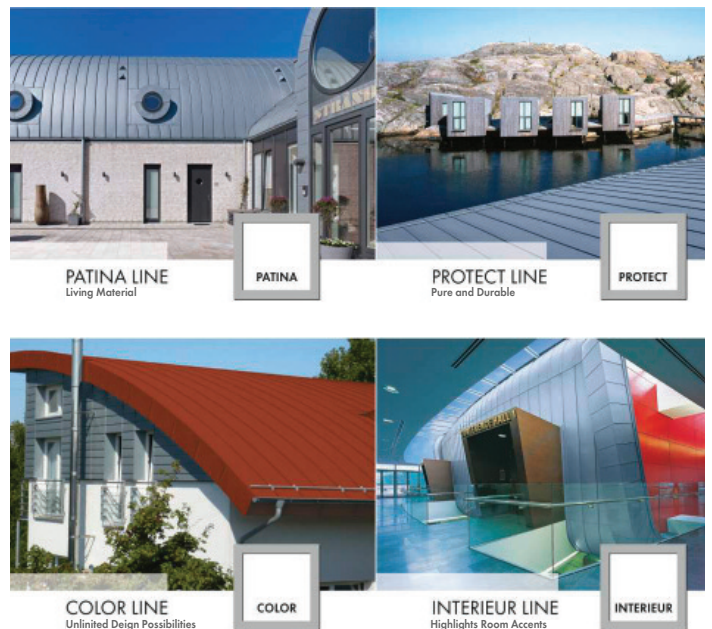 PATINA LINE
Living Material
PATINA
PROTECT LINE
Pure and Durable
PROTECT
COLOR LINE
Unlinited Deign Possibilities
COLOR
INTERIEUR LINE
Highlights Room Accents
INTERIEUR